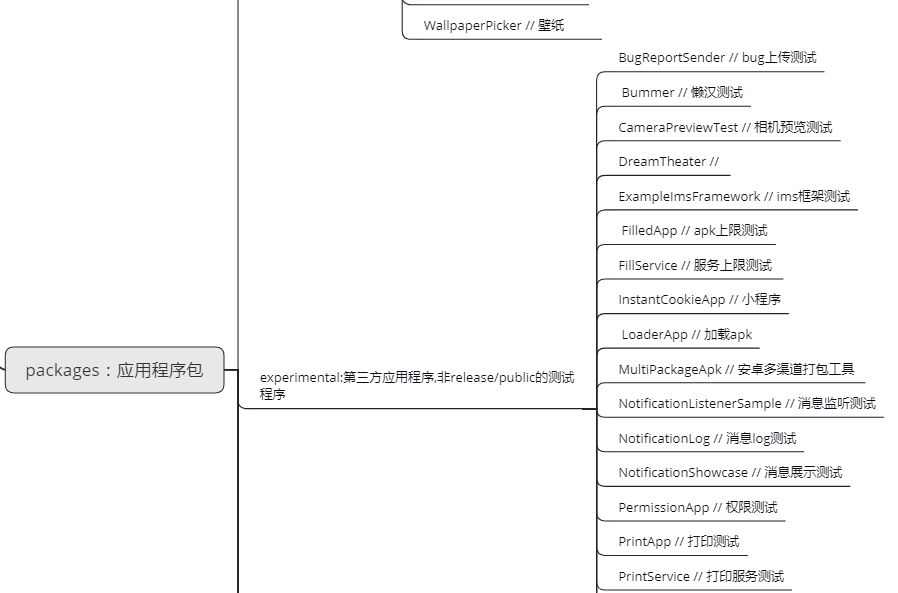 WallpaperPicker // 壁纸
BugReportSender // bug上传测试
Bummer // 懒汉测试
CameraPreviewTest // 相机预览测试
DreamTheater //
ExampleImsFramework // ims框架测试
FilledApp // apk上限测试
FillService // 服务上限测试
InstantCookieApp // 小程序
LoaderApp // 加载apk
packages：应用程序包
experimental:第三方应用程序,非release/public的测试
程序
MultiPackageApk // 安卓多渠道打包工具
NotificationListenerSample // 消息监听测试
NotificationLog // 消息log测试
NotificationShowcase // 消息展示测试
PermissionApp // 权限测试
PrintApp // 打印测试
PrintService // 打印服务测试